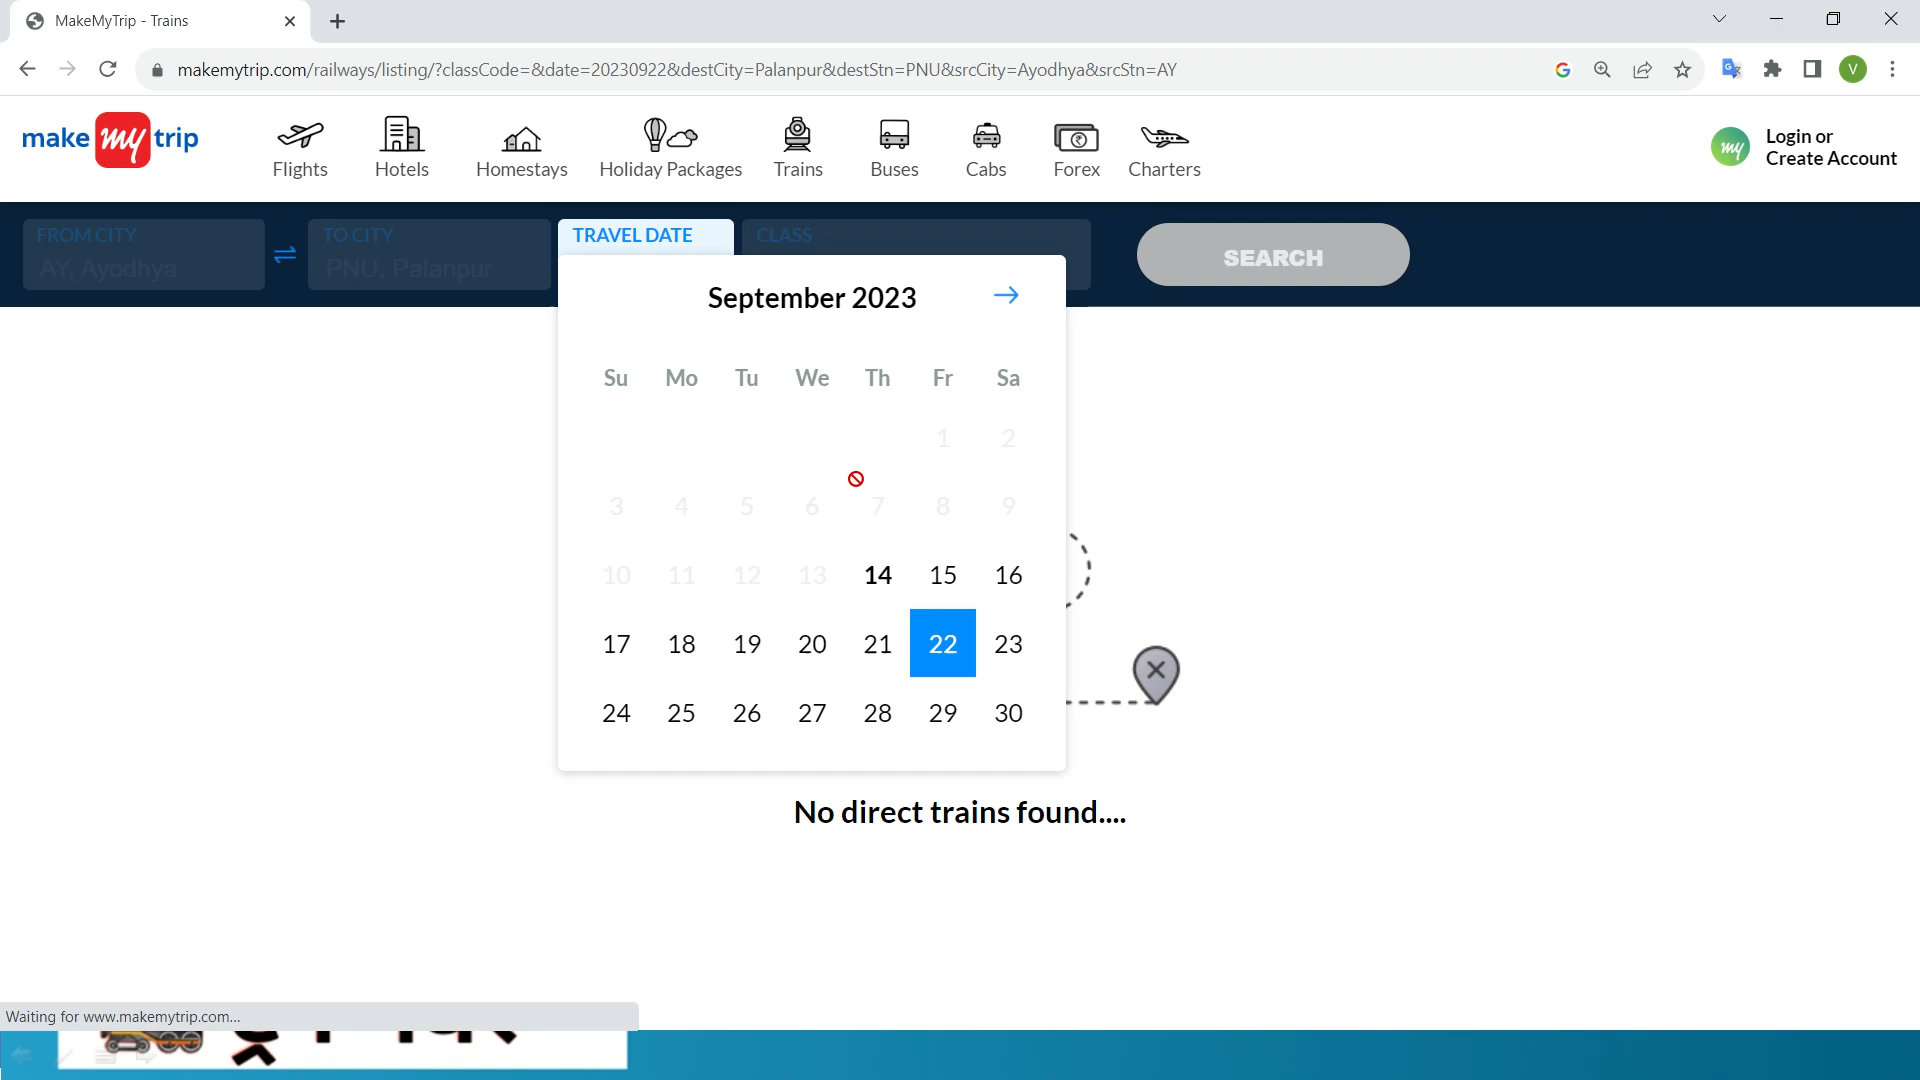 MakeMyTrip - Trains
makemytrip.com/railways/listing/?classCode=&date=20230922&destCity=Palanpur&destStn=PNU&srcCity=Ayodhya&srcStn=AY
V
make my trip
Flights
Hotels
Homestays
Holiday Packages
Trains
Buses
Cabs
Forex
Charters
my
Login or
Create Account
FROM CITY
AY, Ayodhya
TO CITY
PNU, Palanpur
TRAVEL DATE
CLASS
SEARCH
September 2023
Su Mo Tu We Th Fr Sa
1 2
3 4 5 6 7 8 9
10 11 12 13 14 15 16
17 18 19 20 21 22 23
24 25 26 27 28 29 30
No direct trains found....
Waiting for www.makemytrip.com...